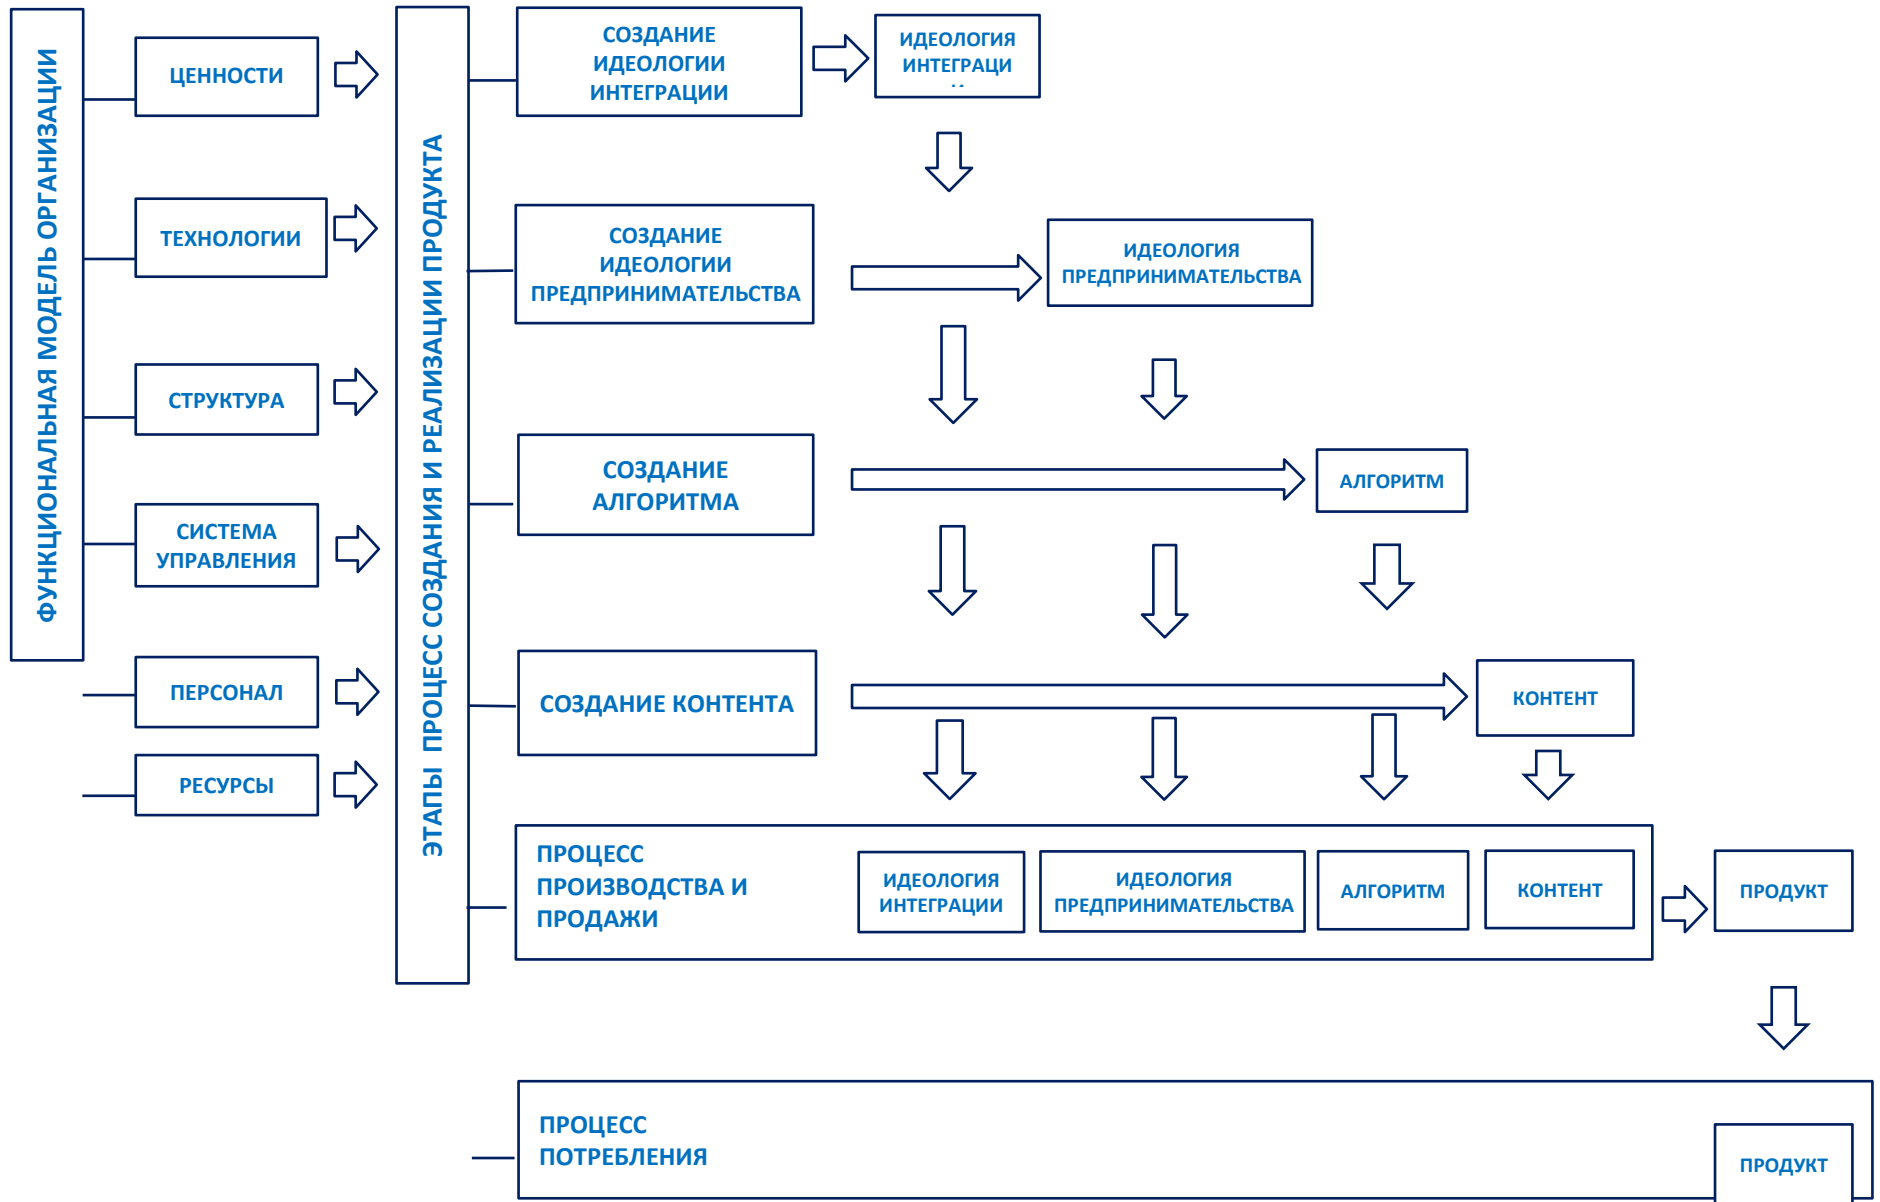 ФУНКЦИОНАЛЬНАЯ МОДЕЛЬ ОРГАНИЗАЦИИ
ЦЕННОСТИ
ТЕХНОЛОГИИ
СТРУКТУРА
СИСТЕМА
УПРАВЛЕНИЯ
ПЕРСОНАЛ
РЕСУРСЫ
ЭТАПЫ ПРОЦЕСС СОЗДАНИЯ И РЕАЛИЗАЦИИ ПРОДУКТА
СОЗДАНИЕ
ИДЕОЛОГИИ
ИНТЕГРАЦИИ
ИДЕОЛОГИЯ
ИНТЕГРАЦИ
СОЗДАНИЕ
ИДЕОЛОГИИ
ПРЕДПРИНИМАТЕЛЬСТВА
ИДЕОЛОГИЯ
ПРЕДПРИНИМАТЕЛЬСТВА
СОЗДАНИЕ
АЛГОРИТМА
АЛГОРИТМ
СОЗДАНИЕ КОНТЕНТА
КОНТЕНТ
ПРОЦЕСС
ПРОИЗВОДСТВА И
ПРОДАЖИ
ИДЕОЛОГИЯ
ИНТЕГРАЦИИ
ИДЕОЛОГИЯ
ПРЕДПРИНИМАТЕЛЬСТВА
АЛГОРИТМ
КОНТЕНТ
ПРОДУКТ
ПРОЦЕСС
ПОТРЕБЛЕНИЯ
ПРОДУКТ